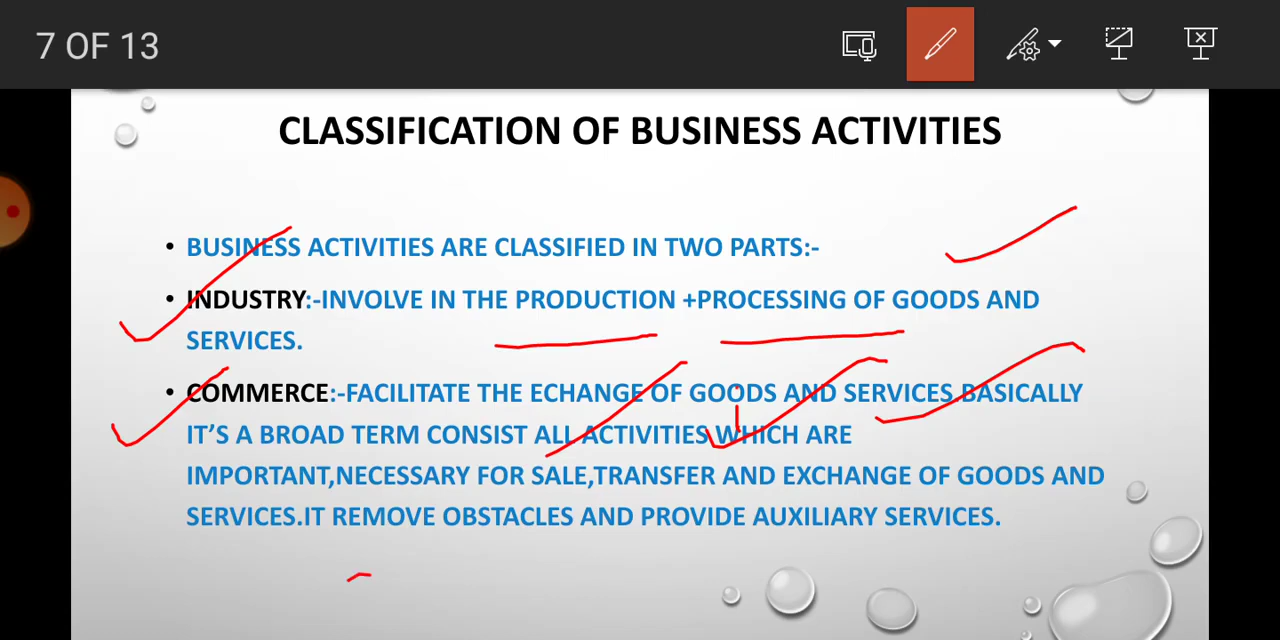 7 OF 13
CLASSIFICATION OF BUSINESS ACTIVITIES
• BUSINESS ACTIVITIES ARE CLASSIFIED IN TWO PARTS:-
• INDUSTRY:-INVOLVE IN THE PRODUCTION +PROCESSING OF GOODS AND
SERVICES.
• COMMERCE:-FACILITATE THE ECHANGE OF GOODS AND SERVICES BASICALLY
IT'S A BROAD TERM CONSIST ALL ACTIVITIES WHICH ARE
IMPORTANT,NECESSARY FOR SALE,TRANSFER AND EXCHANGE OF GOODS AND
SERVICES.IT REMOVE OBSTACLES AND PROVIDE AUXILIARY SERVICES.